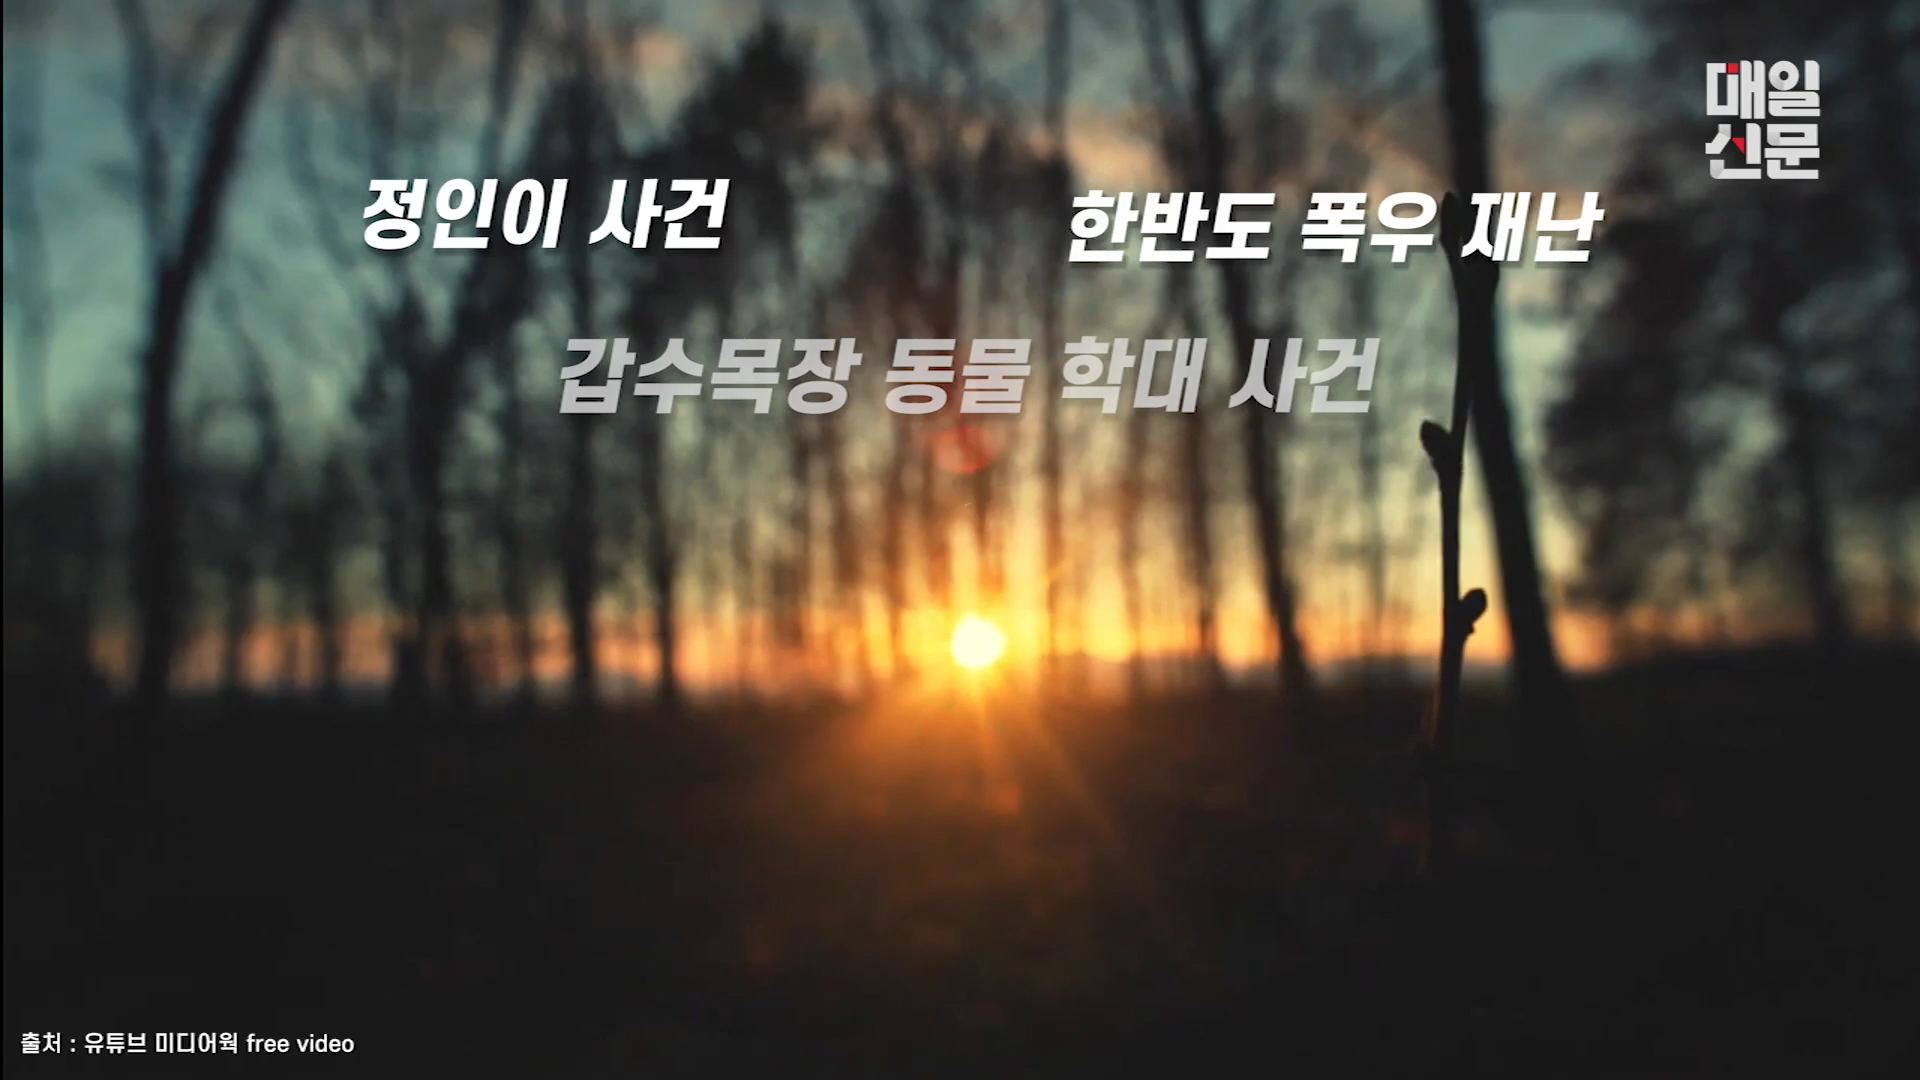 매일
신문
정인이 사건
한반도 폭우 재난
갑수목장 동물 학대 사건
출처 : 유튜브 미디어웍 free video